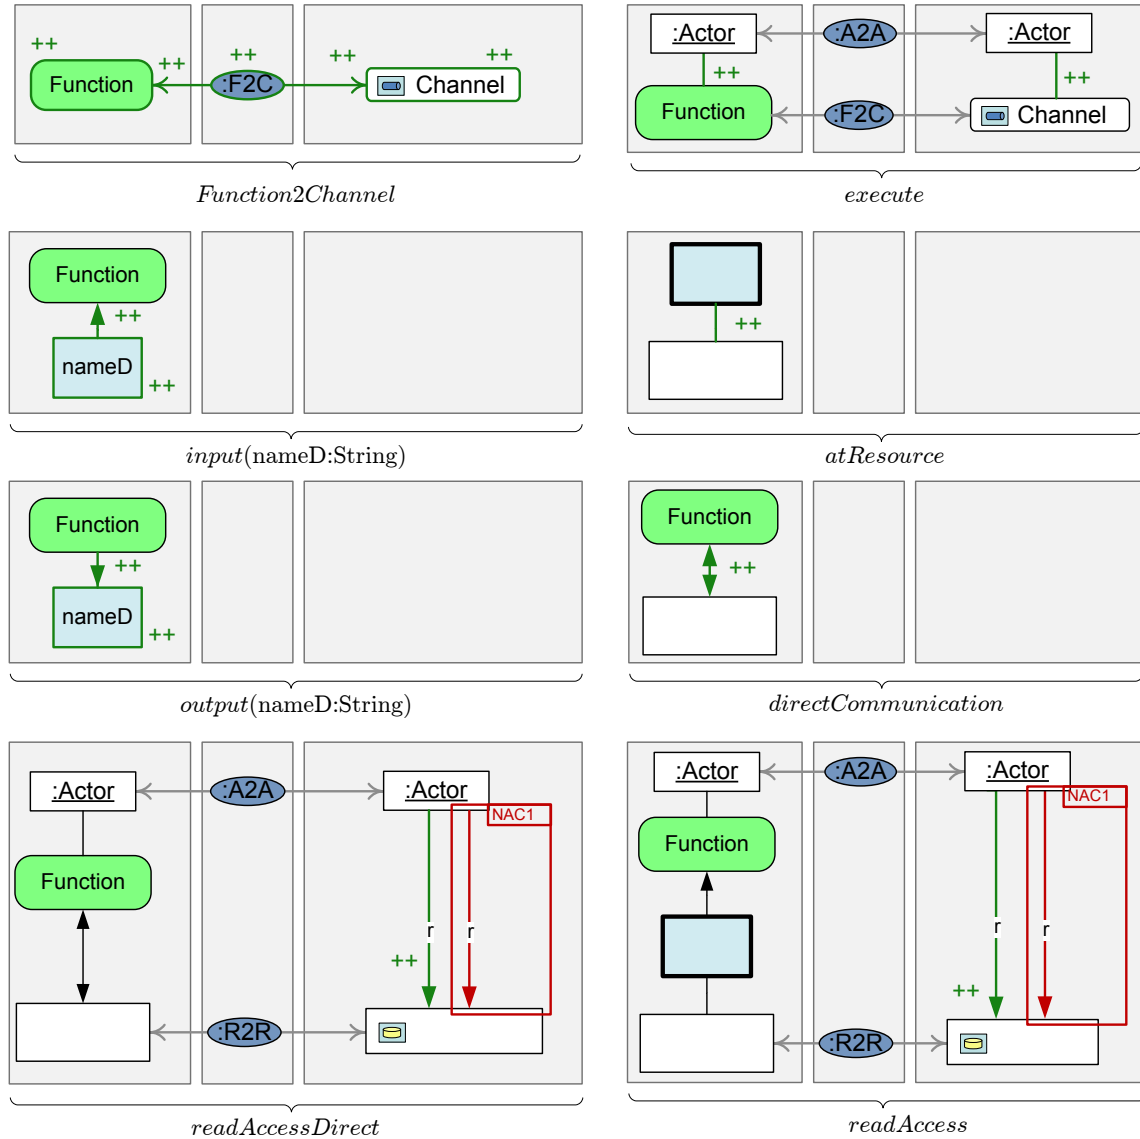 ++ ++ ++ ++ ++
Function :F2C Channel
Function2Channel
:Actor :A2A :Actor
++ ++
Function :F2C Channel
execute
Function
++
nameD
++
input(nameD:String)
++
atResource
Function
++
nameD
++
output(nameD:String)
Function
++
directCommunication
:Actor :A2A :Actor
NAC1
Function
r r
++
:R2R
readAccessDirect
:Actor :A2A :Actor
NAC1
Function
r r
++
:R2R
readAccess